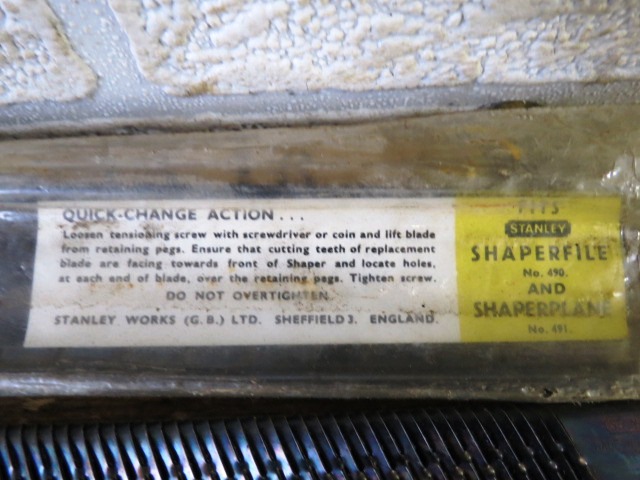 QUICK-CHANGE ACTION . . .
Loosen tensioning screw with screwdriver or coin and lift blade
from retaining pegs. Ensure that cutting teeth of replacement
blade are facing towards front of Shaper and locate holes,
at each end of blade, over the retaining pegs. Tighten screw.
DO NOT OVERTIGHTEN.
STANLEY WORKS (G.B.) LTD. SHEFFIELD 3. ENGLAND.
FITS
STANLEY
SHAPERFILE
No. 490.
AND
SHAPERPLANE
No. 491.